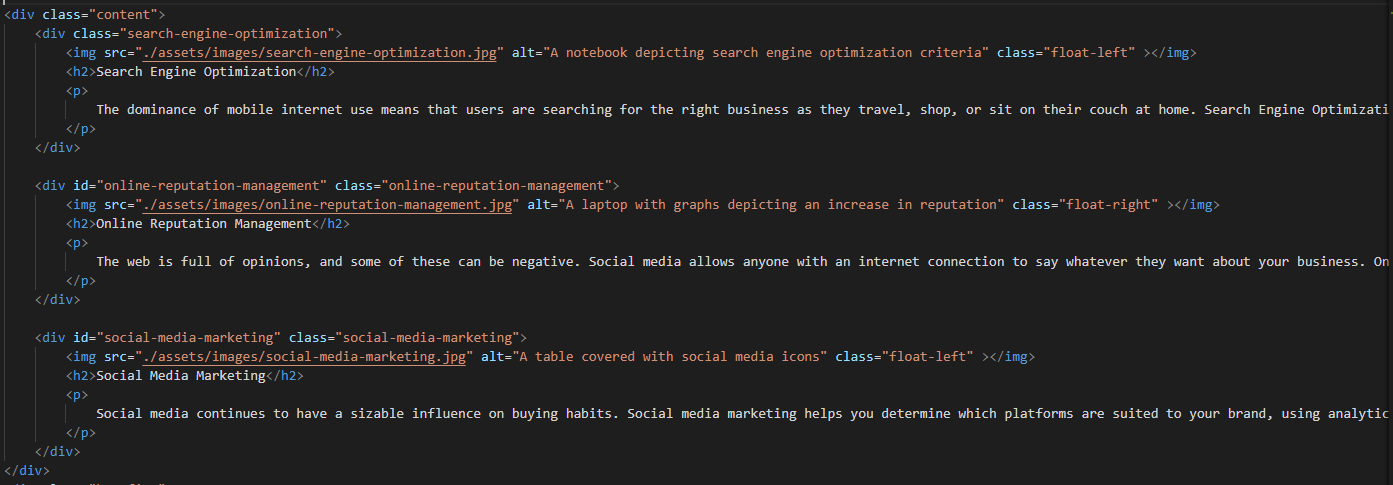 <div class="content">
<div class="search-engine-optimization">
<img src="./assets/images/search-engine-optimization.jpg" alt="A notebook depicting search engine optimization criteria" class="float-left" ></img>
<h2>Search Engine Optimization</h2>
<p>
The dominance of mobile internet use means that users are searching for the right business as they travel, shop, or sit on their couch at home. Search Engine Optimizati
</p>
</div>
<div id="online-reputation-management" class="online-reputation-management">
<img src="./assets/images/online-reputation-management.jpg" alt="A laptop with graphs depicting an increase in reputation" class="float-right" ></img>
<h2>Online Reputation Management</h2>
<p>
The web is full of opinions, and some of these can be negative. Social media allows anyone with an internet connection to say whatever they want about your business. On
</p>
</div>
<div id="social-media-marketing" class="social-media-marketing">
<img src="./assets/images/social-media-marketing.jpg" alt="A table covered with social media icons" class="float-left" ></img>
<h2>Social Media Marketing</h2>
<p>
Social media continues to have a sizable influence on buying habits. Social media marketing helps you determine which platforms are suited to your brand, using analytic
</p>
</div>
</div>